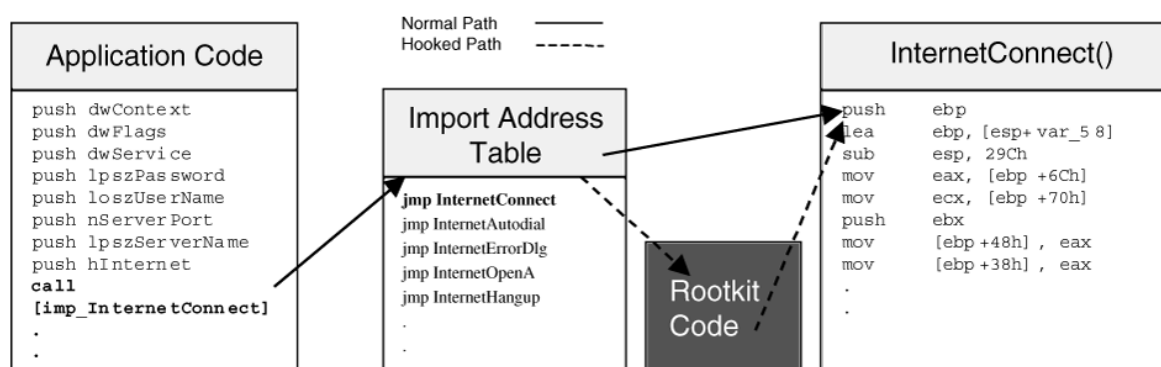 Normal Path
Hooked Path
Application Code
push dwContext
push dwFlags
push dwService
push lpszPassword
push loszUserName
push nServerPort
push lpszServerName
push hInternet
call
[imp_InternetConnect]
.
.
Import Address
Table
jmp InternetConnect
jmp InternetAutodial
jmp InternetErrorDlg
jmp InternetOpenA
jmp InternetHangup
.
.
Rootkit
Code
InternetConnect()
push ebp
lea ebp, [esp+ var_5 8]
sub esp, 29Ch
mov eax, [ebp +6Ch]
mov ecx, [ebp +70h]
push ebx
mov [ebp +48h] , eax
mov [ebp +38h] , eax
.
.